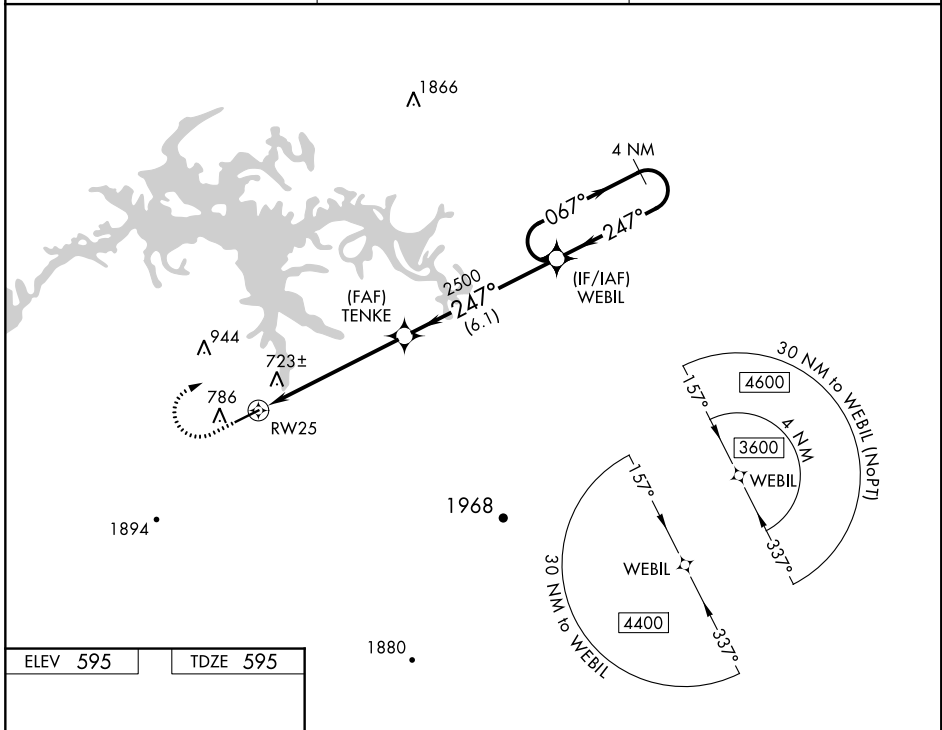 1866
4 NM
067°
247°
(IF/IAF)
WEBIL
2500
247°
(6.1)
(FAF)
TENKE
944
723±
786
RW25
30 NM to WEBIL (NoPT)
157°
4600
4 NM
3600
WEBIL
337°
1968
1894
157°
WEBIL
30 NM to WEBIL
4400
337°
1880
ELEV 595
TDZE 595